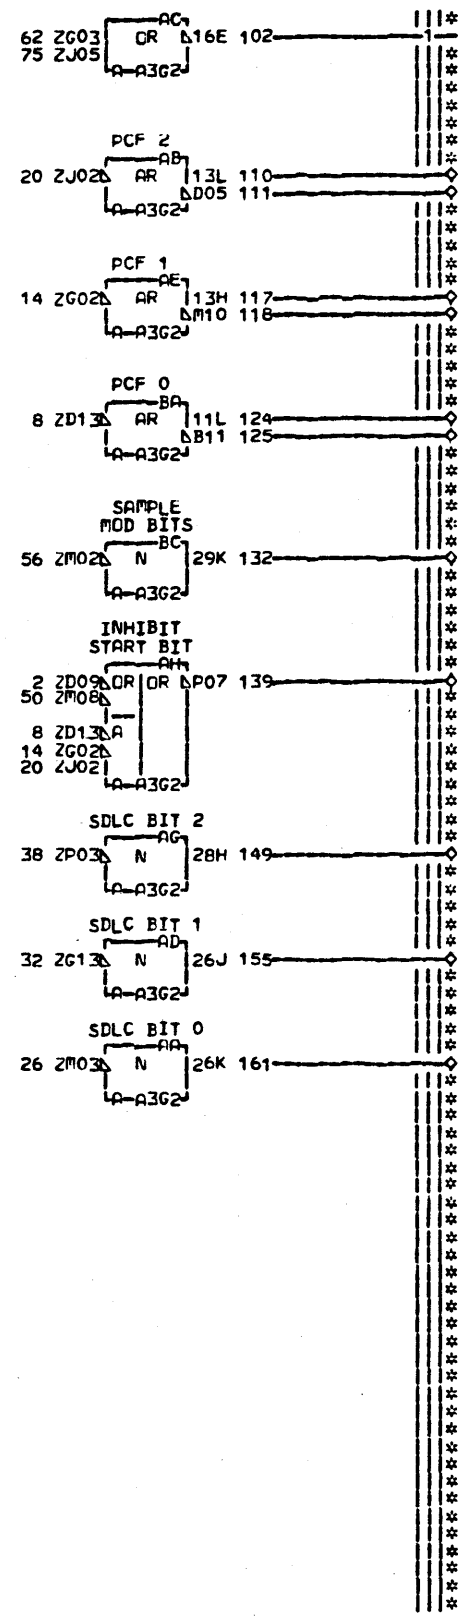 AC
62 ZG03 OR 16E 102 1
75 ZJ05
A A3G2
PCF 2
AB
20 ZJ02 AR 13L 110
D05 111
A A3G2
PCF 1
AE
14 ZG02 AR 13H 117
M10 118
A A3G2
PCF 0
BA
8 ZD13 AR 11L 124
B11 125
A A3G2
SAMPLE
MOD BITS
BC
56 ZM02 N 29K 132
A A3G2
INHIBIT
START BIT
AH
2 ZD09 OR OR P07 139
50 ZM08
8 ZD13 A
14 ZG02
20 ZJ02
A A3G2
SDLC BIT 2
AG
38 ZP03 N 28H 149
A A3G2
SDLC BIT 1
AD
32 ZG13 N 26J 155
A A3G2
SDLC BIT 0
AA
26 ZM03 N 26K 161
A A3G2